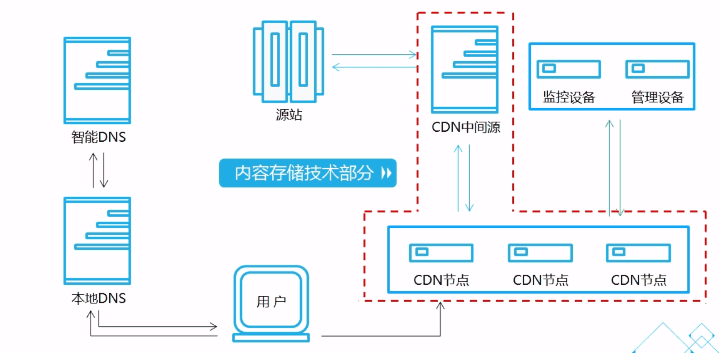 源站
CDN中间源
监控设备
管理设备
智能DNS
内容存储技术部分
本地DNS
用户
CDN节点
CDN节点
CDN节点